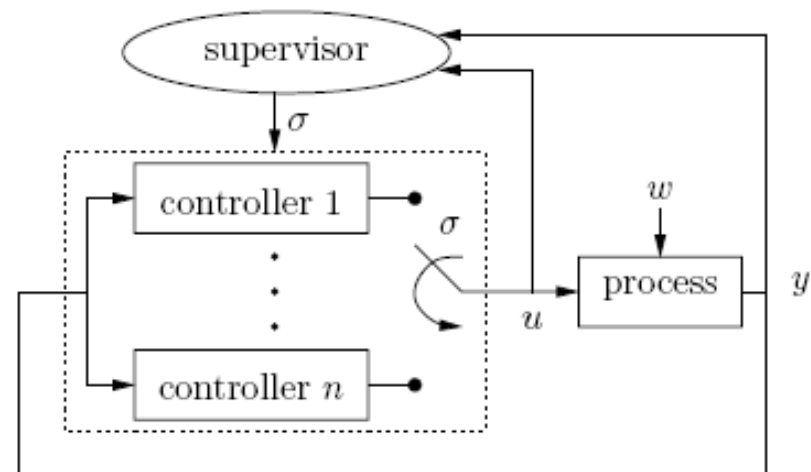 supervisor
σ
controller 1
σ
w
process
y
u
controller n